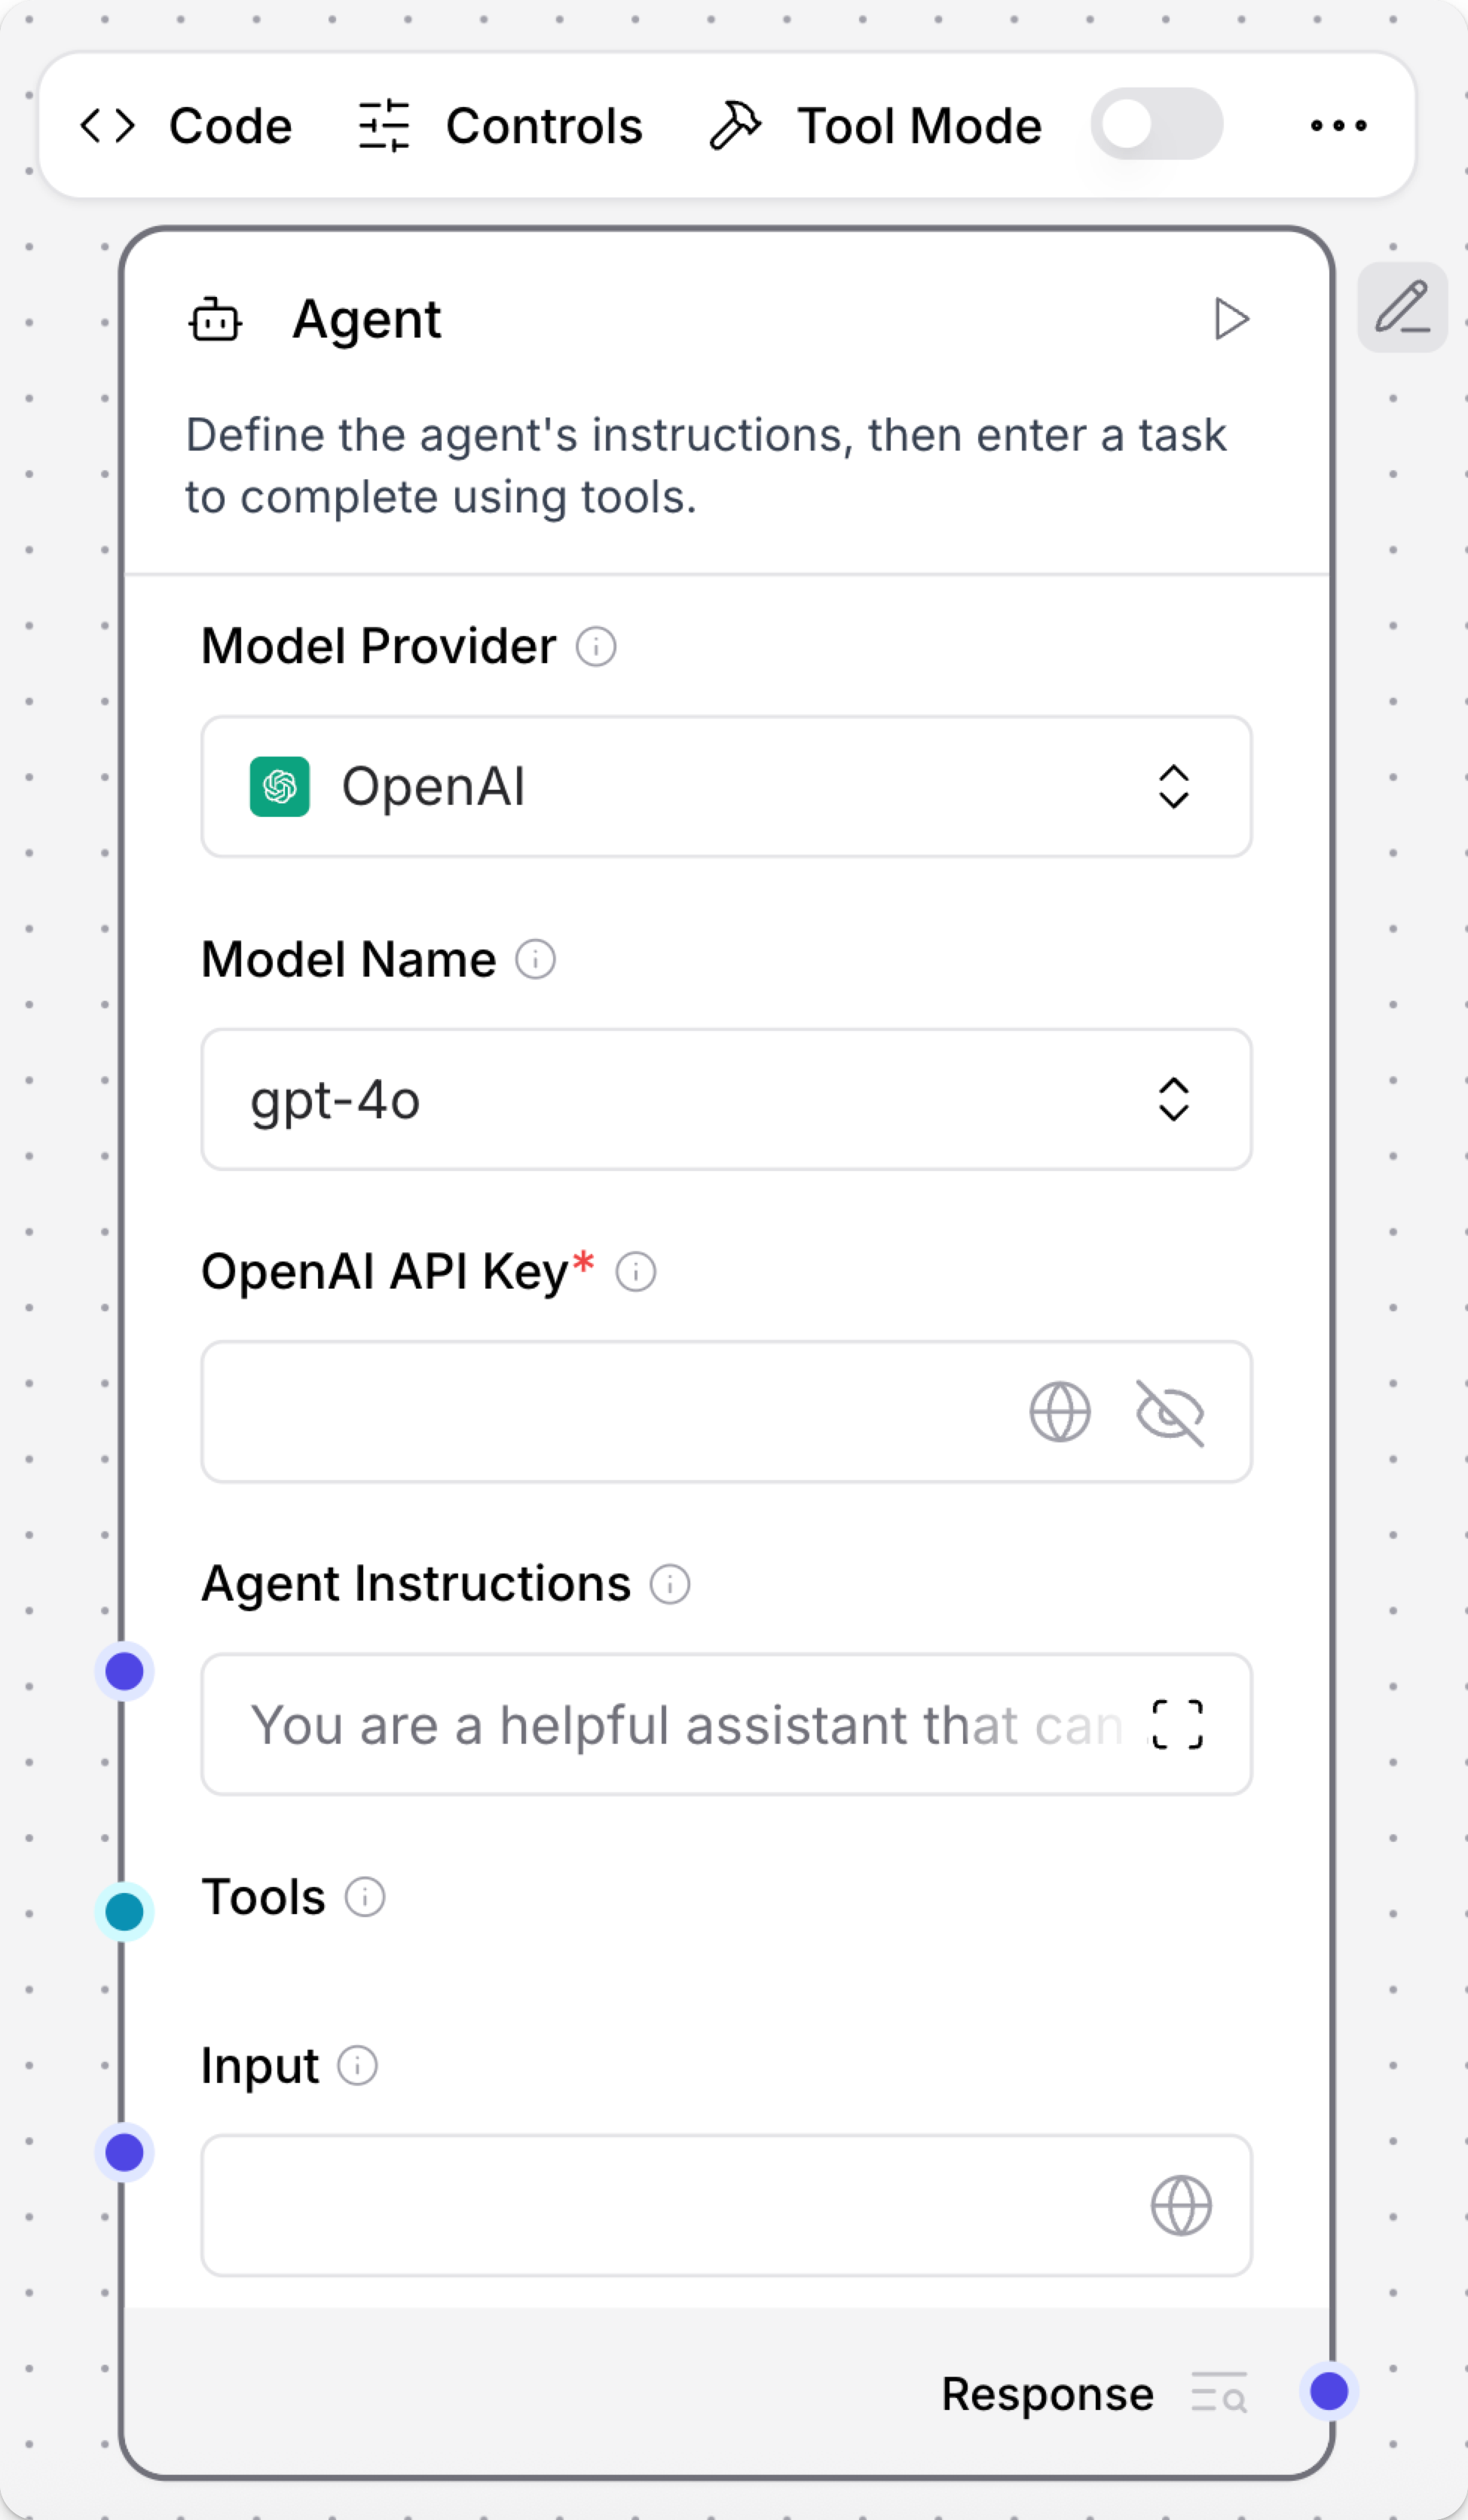 Code Controls Tool Mode
Agent
Define the agent's instructions, then enter a task
to complete using tools.
Model Provider
OpenAI
Model Name
gpt-4o
OpenAI API Key*
Agent Instructions
You are a helpful assistant that can
Tools
Input
Response